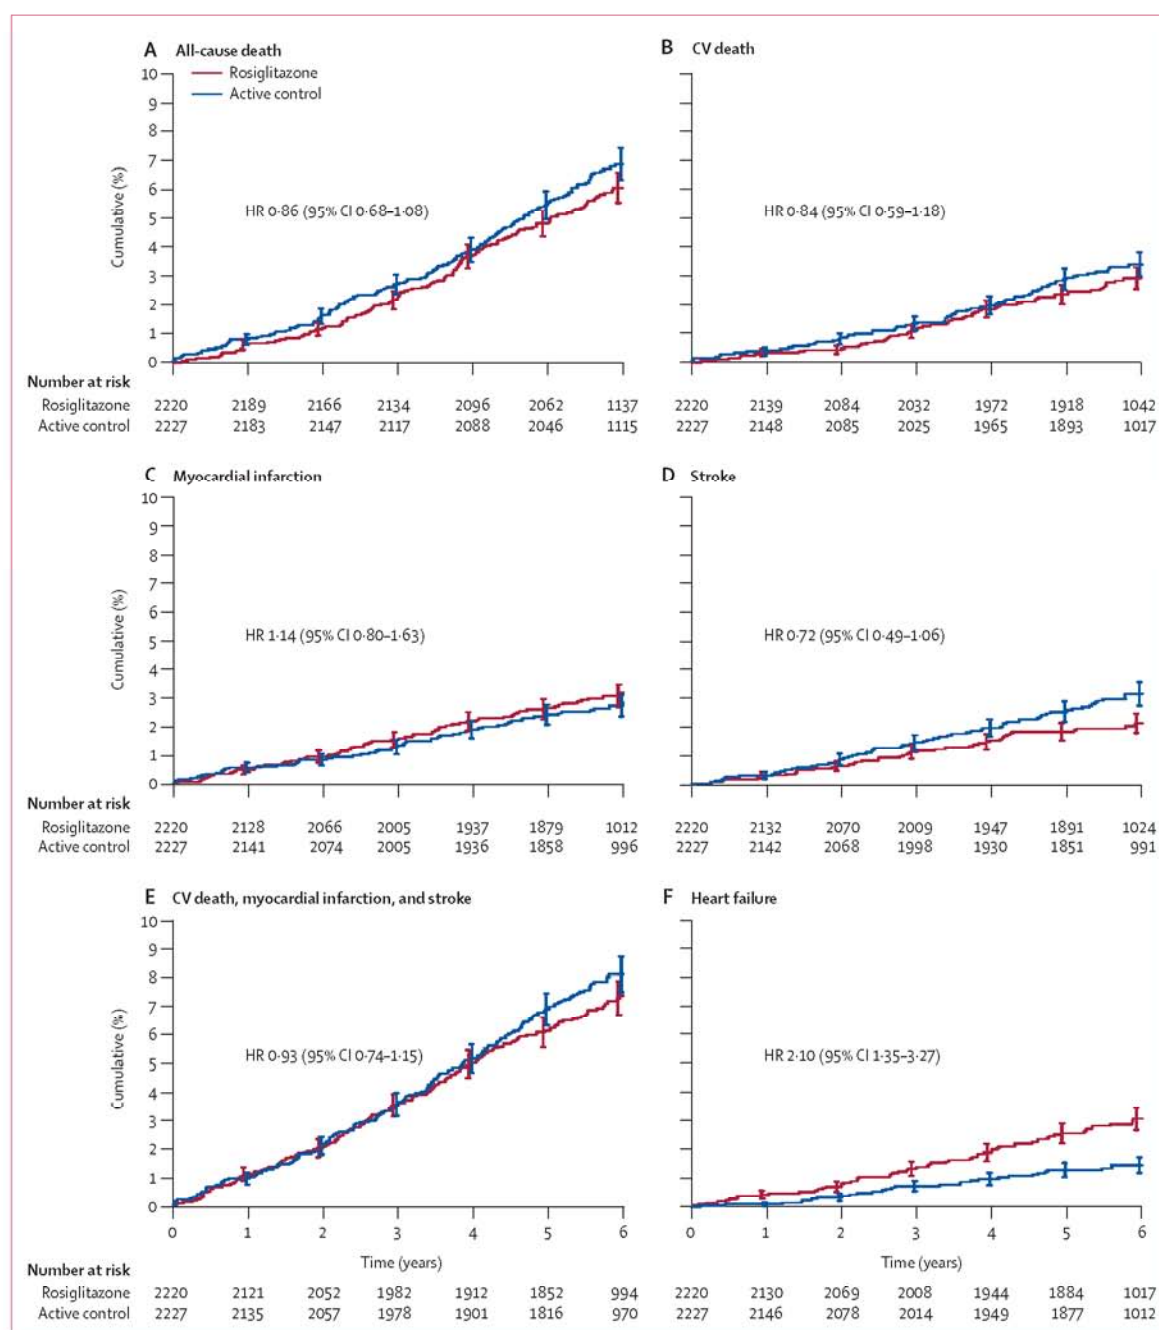 A All-cause death
Rosiglitazone
Active control
10
9
8
7
6
5
4
3
2
1
0
Cumulative (%)
HR 0·86 (95% CI 0·68–1·08)
B CV death
HR 0·84 (95% CI 0·59–1·18)
Number at risk
Rosiglitazone 2220 2189 2166 2134 2096 2062 1137
Active control 2227 2183 2147 2117 2088 2046 1115
2220 2139 2084 2032 1972 1918 1042
2227 2148 2085 2025 1965 1893 1017
C Myocardial infarction
10
9
8
7
6
5
4
3
2
1
0
Cumulative (%)
HR 1·14 (95% CI 0·80–1·63)
D Stroke
HR 0·72 (95% CI 0·49–1·06)
Number at risk
Rosiglitazone 2220 2128 2066 2005 1937 1879 1012
Active control 2227 2141 2074 2005 1936 1858 996
2220 2132 2070 2009 1947 1891 1024
2227 2142 2068 1998 1930 1851 991
E CV death, myocardial infarction, and stroke
10
9
8
7
6
5
4
3
2
1
0
Cumulative (%)
HR 0·93 (95% CI 0·74–1·15)
0 1 2 3 4 5 6
Time (years)
F Heart failure
HR 2·10 (95% CI 1·35–3·27)
0 1 2 3 4 5 6
Time (years)
Number at risk
Rosiglitazone 2220 2121 2052 1982 1912 1852 994
Active control 2227 2135 2057 1978 1901 1816 970
2220 2130 2069 2008 1944 1884 1017
2227 2146 2078 2014 1949 1877 1012